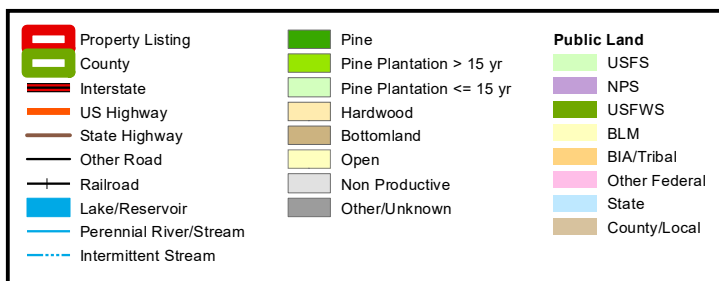 Property Listing
County
Interstate
US Highway
State Highway
Other Road
Railroad
Lake/Reservoir
Perennial River/Stream
Intermittent Stream
Pine
Pine Plantation > 15 yr
Pine Plantation <= 15 yr
Hardwood
Bottomland
Open
Non Productive
Other/Unknown
Public Land
USFS
NPS
USFWS
BLM
BIA/Tribal
Other Federal
State
County/Local